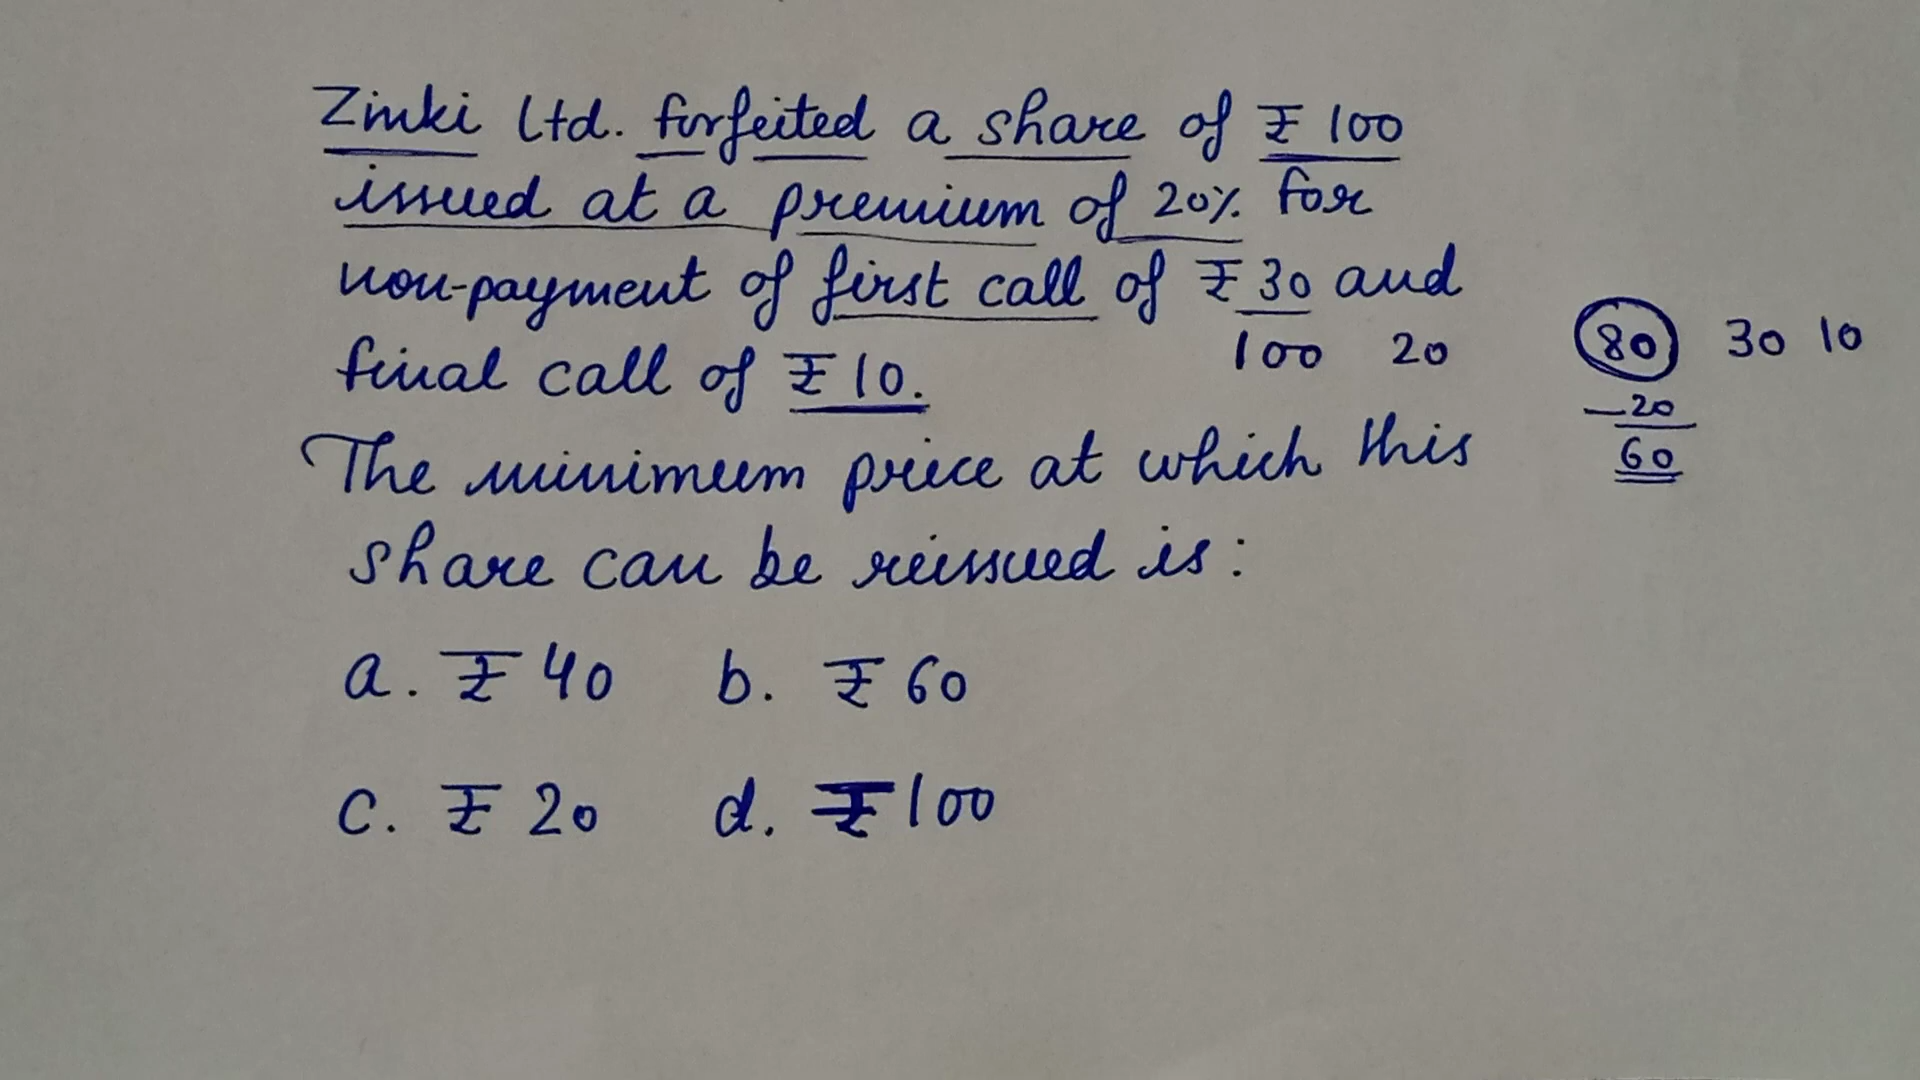 Zinki Ltd. forfeited a share of ₹ 100
issued at a premium of 20% for
non-payment of first call of ₹ 30 and
final call of ₹ 10.
100 20
80 30 10
-20
60
The minimum price at which this
share can be reissued is:
a. ₹ 40 b. ₹ 60
c. ₹ 20 d. ₹ 100